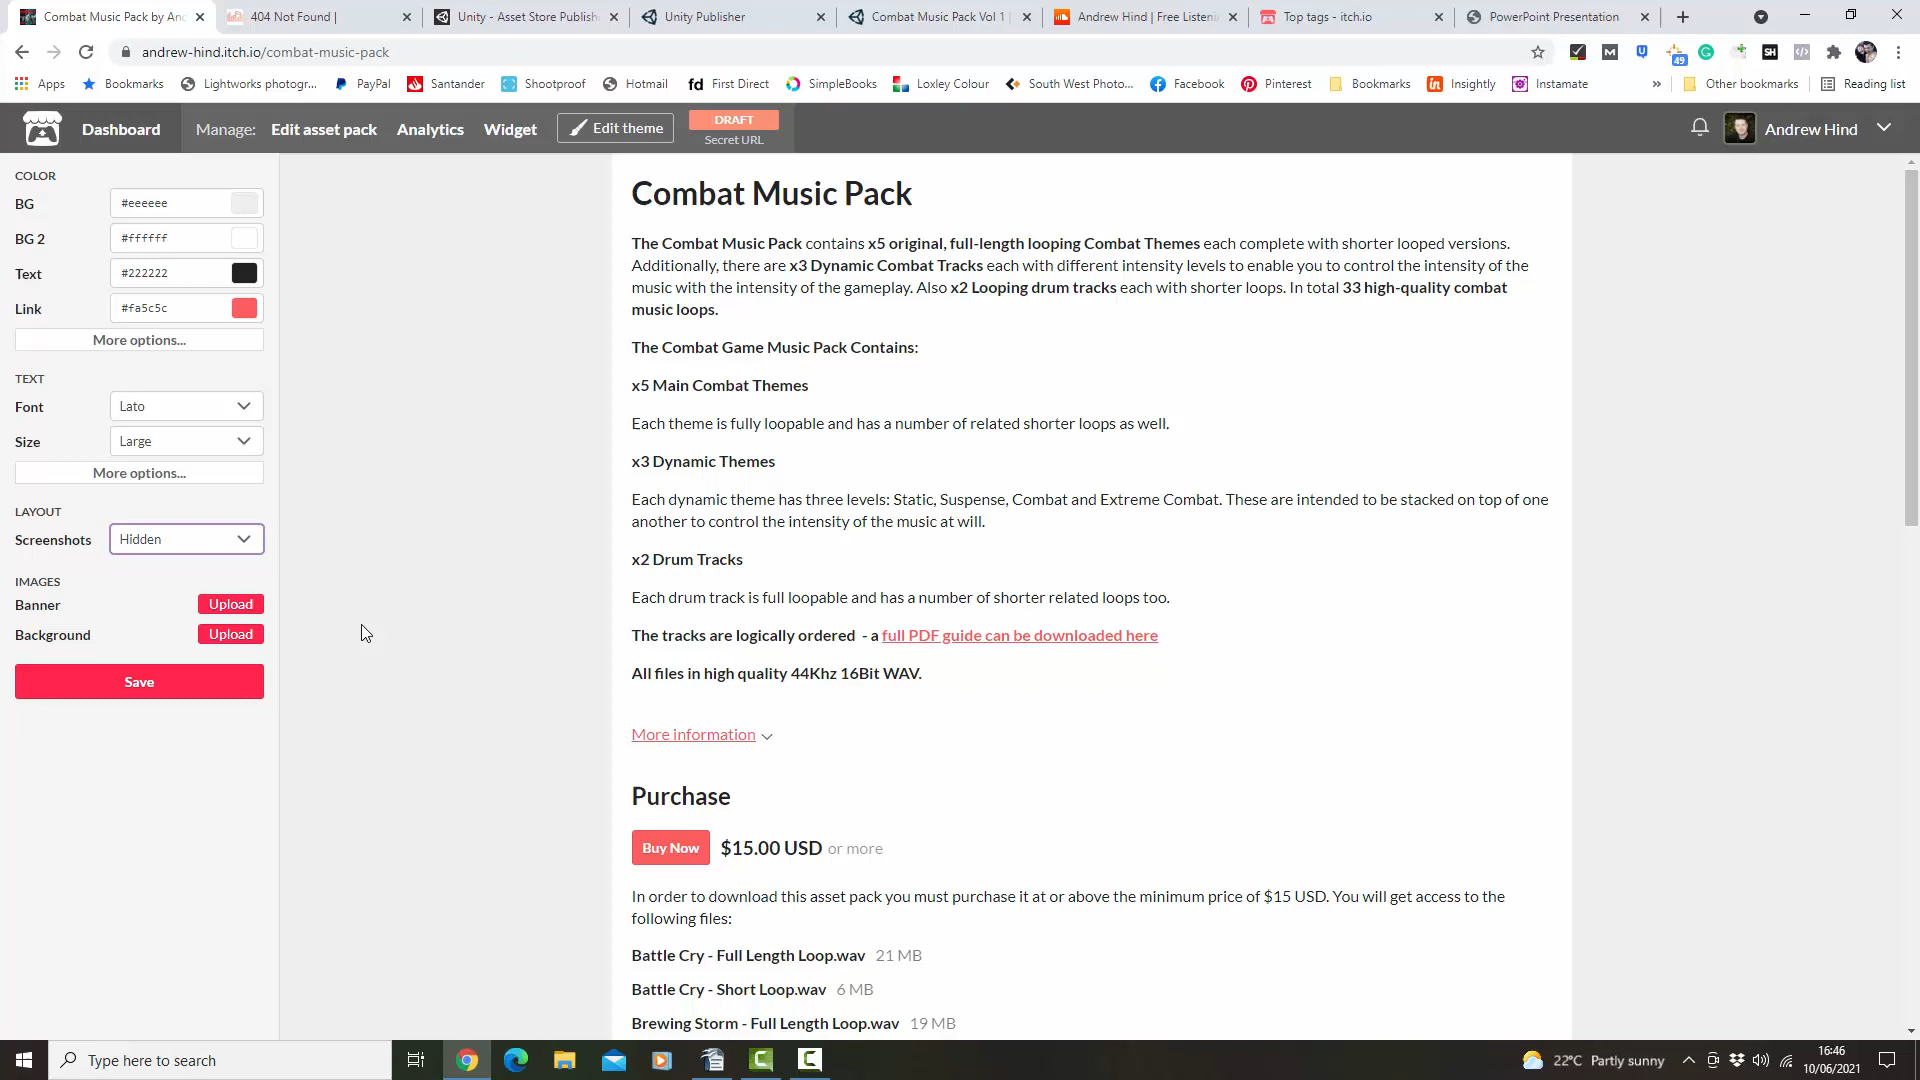 Combat Music Pack by And
404 Not Found |
Unity - Asset Store Publish
Unity Publisher
Combat Music Pack Vol 1 |
Andrew Hind | Free Listenin
Top tags - itch.io
PowerPoint Presentation
andrew-hind.itch.io/combat-music-pack
49
SH
Apps
Bookmarks
Lightworks photogr...
PayPal
Santander
Shootproof
Hotmail
fd First Direct
SimpleBooks
Loxley Colour
South West Photo...
Facebook
Pinterest
Bookmarks
Insightly
Instamate
»
Other bookmarks
Reading list
Dashboard
Manage:
Edit asset pack
Analytics
Widget
Edit theme
DRAFT
Secret URL
Andrew Hind
COLOR
BG #eeeeee
BG 2 #ffffff
Text #222222
Link #fa5c5c
More options...
TEXT
Font Lato
Size Large
More options...
LAYOUT
Screenshots Hidden
IMAGES
Banner Upload
Background Upload
Save
Combat Music Pack
The Combat Music Pack contains x5 original, full-length looping Combat Themes each complete with shorter looped versions.
Additionally, there are x3 Dynamic Combat Tracks each with different intensity levels to enable you to control the intensity of the
music with the intensity of the gameplay. Also x2 Looping drum tracks each with shorter loops. In total 33 high-quality combat
music loops.
The Combat Game Music Pack Contains:
x5 Main Combat Themes
Each theme is fully loopable and has a number of related shorter loops as well.
x3 Dynamic Themes
Each dynamic theme has three levels: Static, Suspense, Combat and Extreme Combat. These are intended to be stacked on top of one
another to control the intensity of the music at will.
x2 Drum Tracks
Each drum track is full loopable and has a number of shorter related loops too.
The tracks are logically ordered - a full PDF guide can be downloaded here
All files in high quality 44Khz 16Bit WAV.
More information
Purchase
Buy Now $15.00 USD or more
In order to download this asset pack you must purchase it at or above the minimum price of $15 USD. You will get access to the
following files:
Battle Cry - Full Length Loop.wav 21 MB
Battle Cry - Short Loop.wav 6 MB
Brewing Storm - Full Length Loop.wav 19 MB
Type here to search
22°C Partly sunny
16:46
10/06/2021